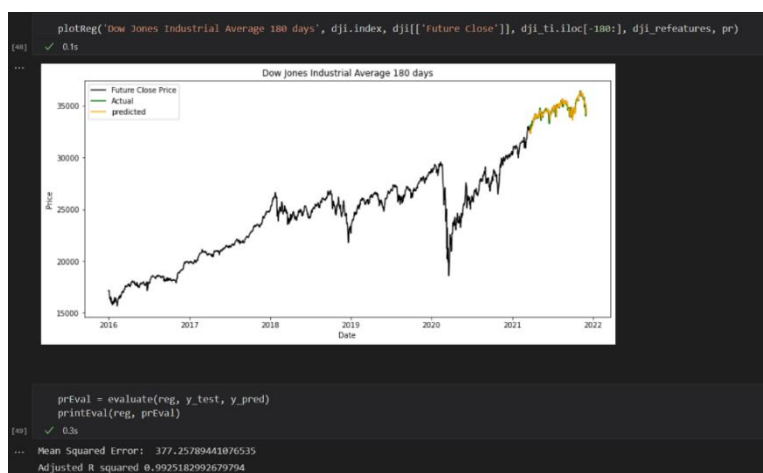 plotReg('Dow Jones Industrial Average 180 days', dji.index, dji[['Future Close']], dji_ti.iloc[-180:], dji_refeatures, pr)
[48] ✓ 0.1s
...
Dow Jones Industrial Average 180 days
Future Close Price
Actual
predicted
35000
30000
25000
20000
15000
Price
2016 2017 2018 2019 2020 2021 2022
Date
prEval = evaluate(reg, y_test, y_pred)
printEval(reg, prEval)
[49] ✓ 0.3s
... Mean Squared Error: 377.25789441076535
Adjusted R squared 0.9925182992679794